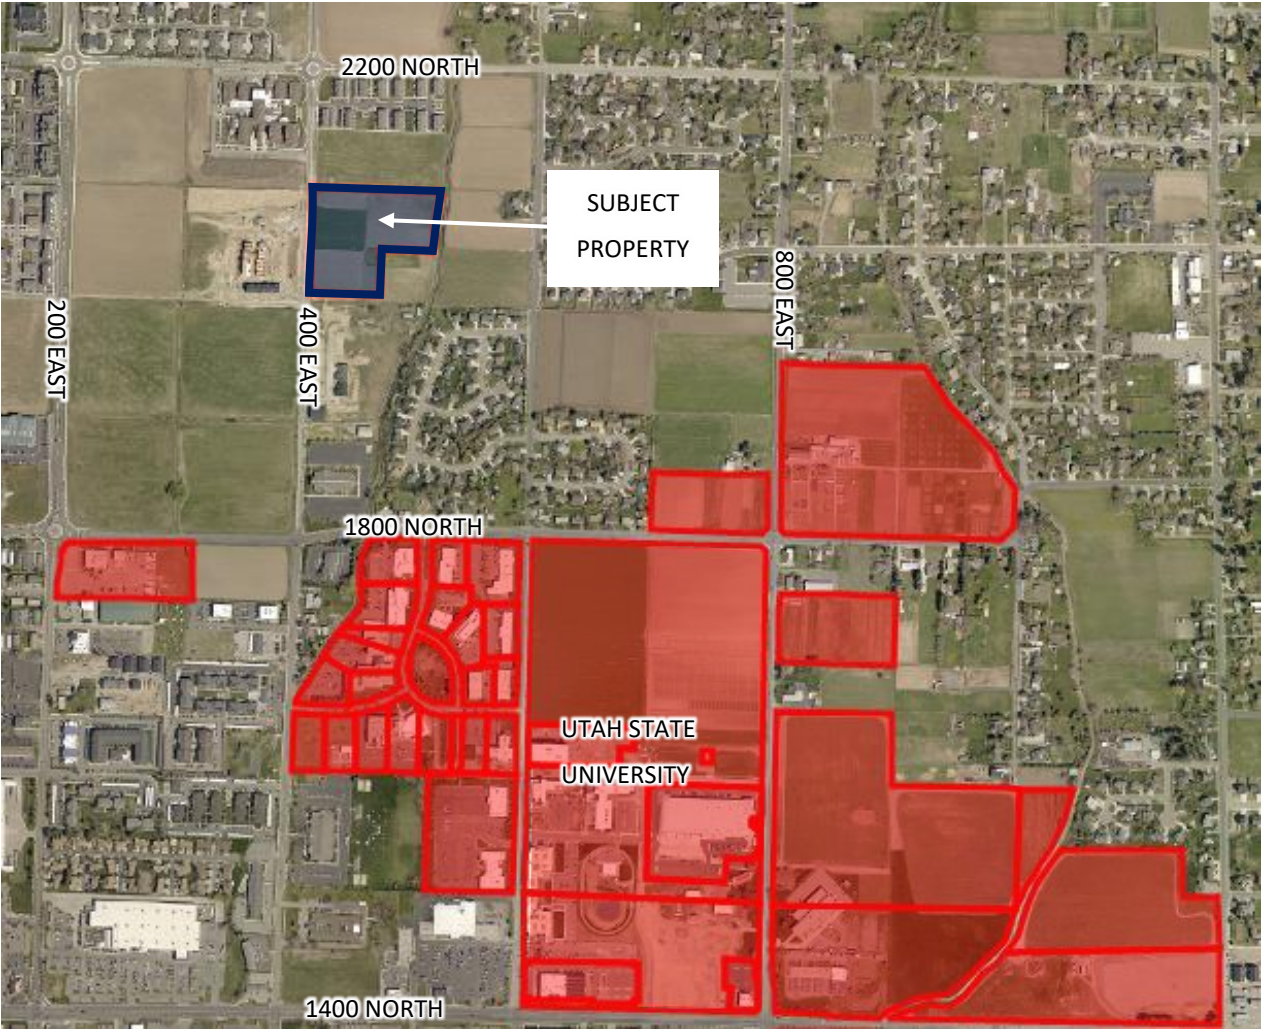 2200 NORTH
SUBJECT
PROPERTY
800 EAST
200 EAST
400 EAST
1800 NORTH
UTAH STATE
UNIVERSITY
1400 NORTH